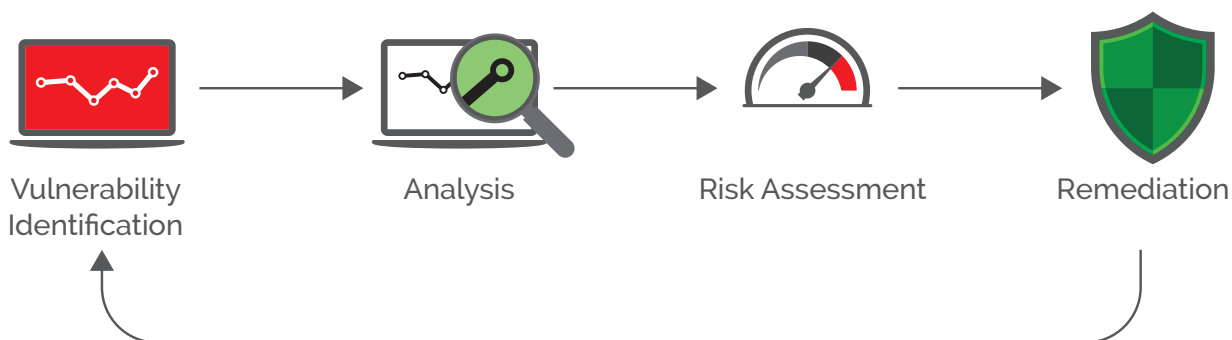 Vulnerability
Identification
Analysis
Risk Assessment
Remediation